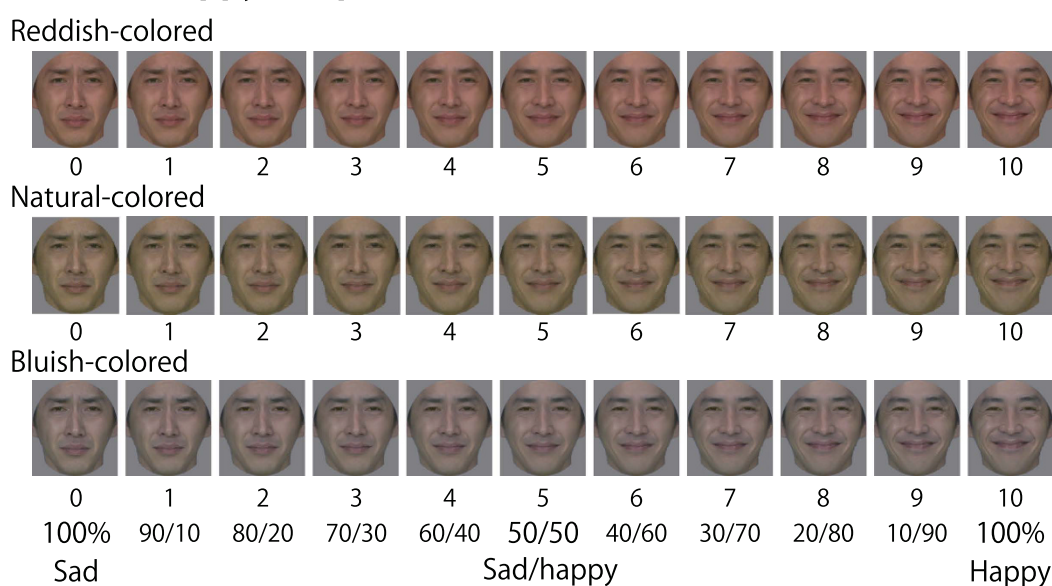 Reddish-colored
0 1 2 3 4 5 6 7 8 9 10
Natural-colored
0 1 2 3 4 5 6 7 8 9 10
Bluish-colored
0 1 2 3 4 5 6 7 8 9 10
100% 90/10 80/20 70/30 60/40 50/50 40/60 30/70 20/80 10/90 100%
Sad Sad/happy Happy